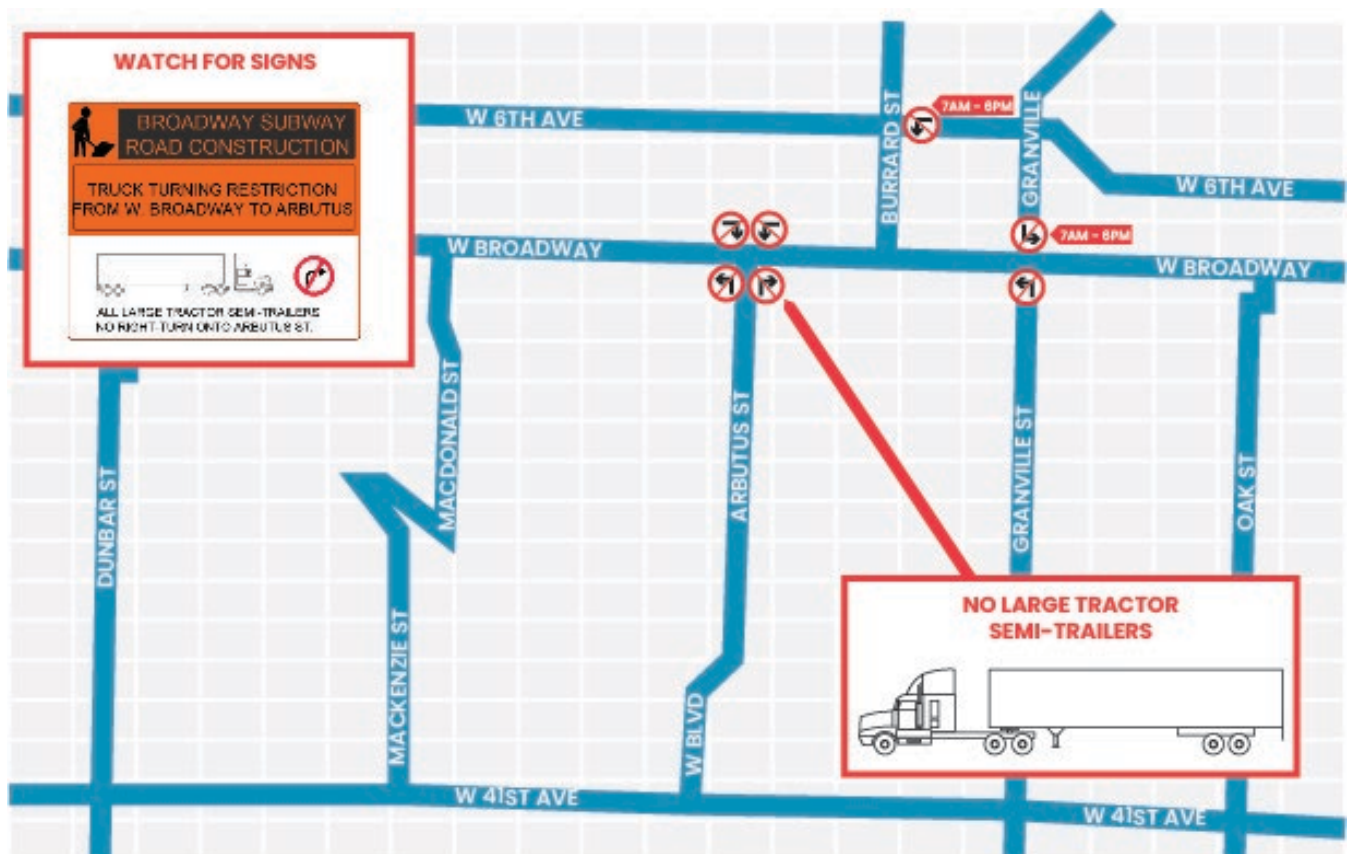 WATCH FOR SIGNS
BROADWAY SUBWAY
ROAD CONSTRUCTION
TRUCK TURNING RESTRICTION
FROM W. BROADWAY TO ARBUTUS
ALL LARGE TRACTOR SEMI-TRAILERS
NO RIGHT-TURN ONTO ARBUTUS ST.
7AM - 6PM
W 6TH AVE
BURRARD ST
GRANVILLE
W 6TH AVE
7AM - 6PM
W BROADWAY
W BROADWAY
DUNBAR ST
MACDONALD ST
ARBUTUS ST
GRANVILLE ST
OAK ST
MACKENZIE ST
W BLVD
NO LARGE TRACTOR
SEMI-TRAILERS
W 41ST AVE
W 41ST AVE